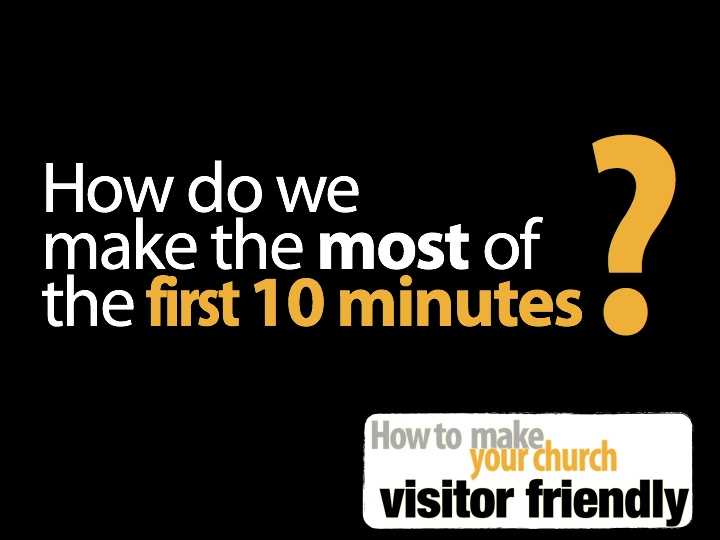 How do we
make the most of
the first 10 minutes?
How to make
your church
visitor friendly